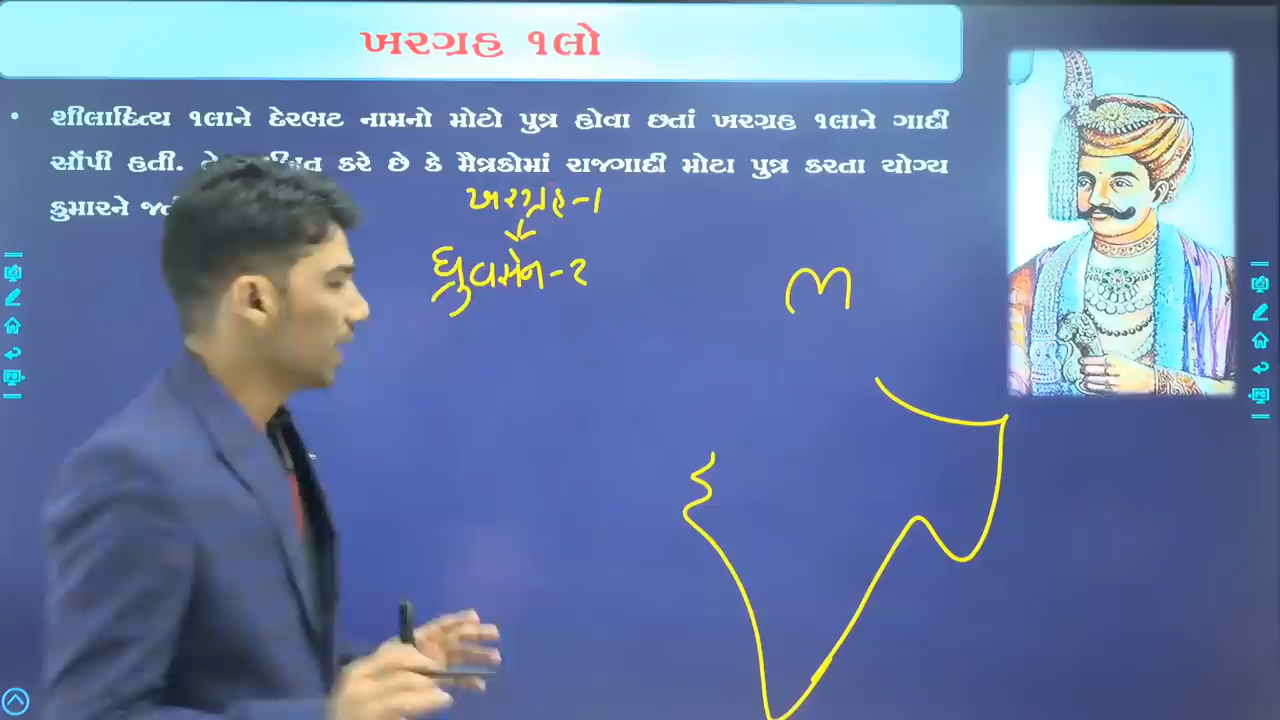 ખરગ્રહ ૧લો
શીલાદિત્ય ૧લાને દેરભટ નામનો મોટો પુત્ર હોવા છતાં ખરગ્રહ ૧લાને ગાદી
સોંપી હતી. કરે છે કે મૈત્રકોમાં રાજગાદી મોટા પુત્ર કરતા યોગ્ય
કુમારને
ખરગ્રહ-1
ધ્રુવસેન-૨